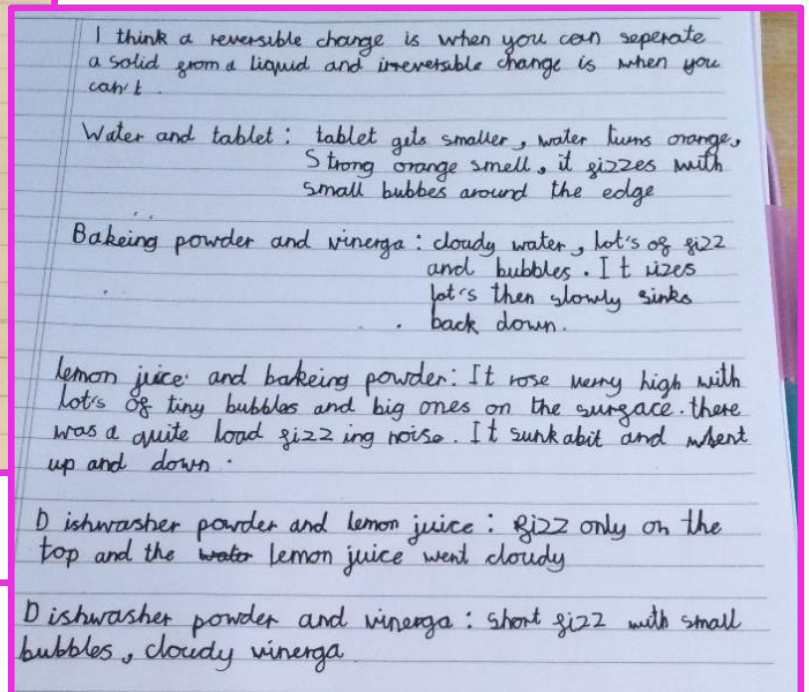 I think a reversible change is when you can seperate
a solid from a liquid and irreversable change is when you
can't.
Water and tablet: tablet gets smaller, water turns orange,
Strong orange smell, it fizzes with
small bubbes around the edge
Bakeing powder and vinerga: cloudy water, lot's of fizz
and bubbles. It rizes
lot's then slowly sinks
back down.
lemon juice and bakeing powder: It rose verry high with
lot's of tiny bubbles and big ones on the surface. there
was a quite load fizz ing noise. It sunk abit and whent
up and down.
Dishwasher powder and lemon juice: fizz only on the
top and the water lemon juice went cloudy
Dishwasher powder and vinerga: short fizz with small
bubbles, cloudy vinerga